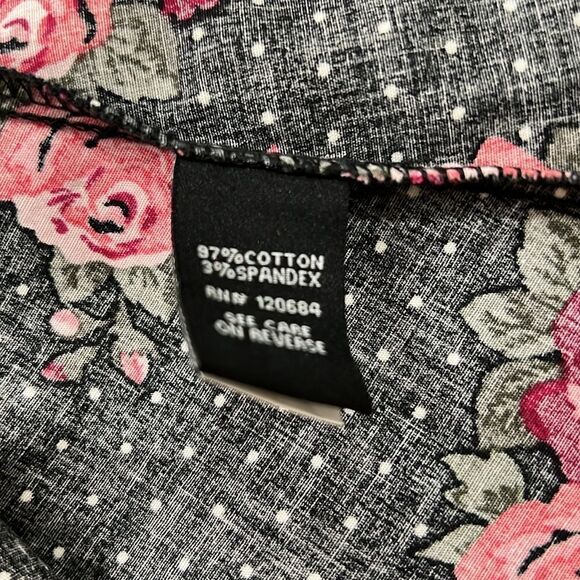 97%COTTON
3%SPANDEX
RN# 120684
SEE CARE
ON REVERSE